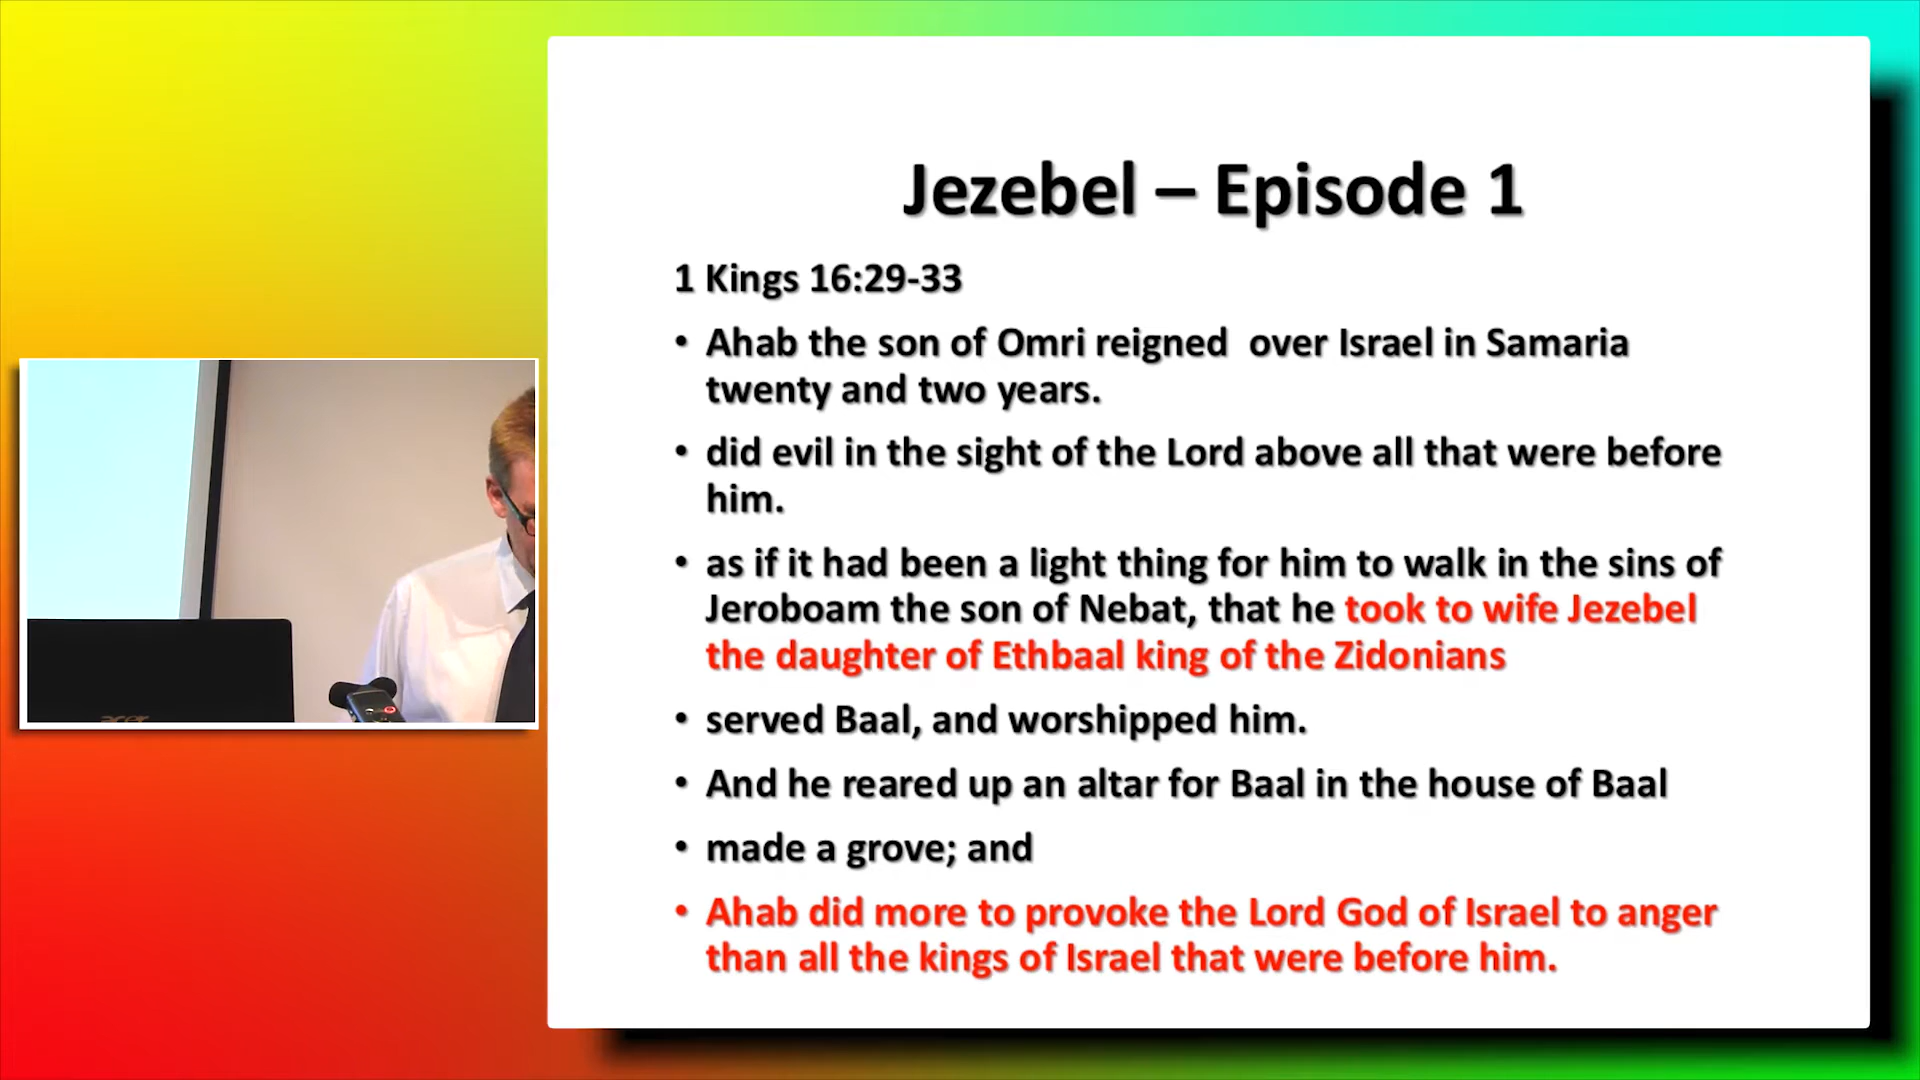 Jezebel – Episode 1
1 Kings 16:29-33
• Ahab the son of Omri reigned  over Israel in Samaria
twenty and two years.
• did evil in the sight of the Lord above all that were before
him.
• as if it had been a light thing for him to walk in the sins of
Jeroboam the son of Nebat, that he took to wife Jezebel
the daughter of Ethbaal king of the Zidonians
• served Baal, and worshipped him.
• And he reared up an altar for Baal in the house of Baal
• made a grove; and
• Ahab did more to provoke the Lord God of Israel to anger
than all the kings of Israel that were before him.